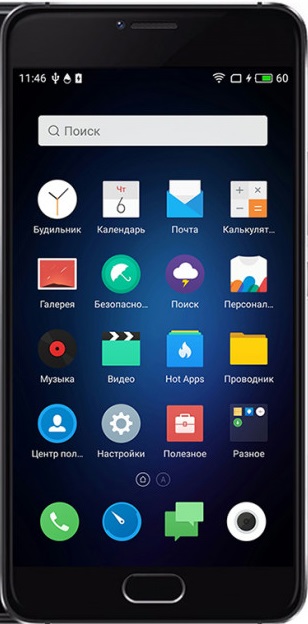 11:46
60
Поиск
Чт
6
Будильник
Календарь
Почта
Калькулят...
Галерея
Безопасно...
Поиск
Персонал...
Музыка
Видео
Hot Apps
Проводник
Центр пол...
Настройки
Полезное
Разное
A